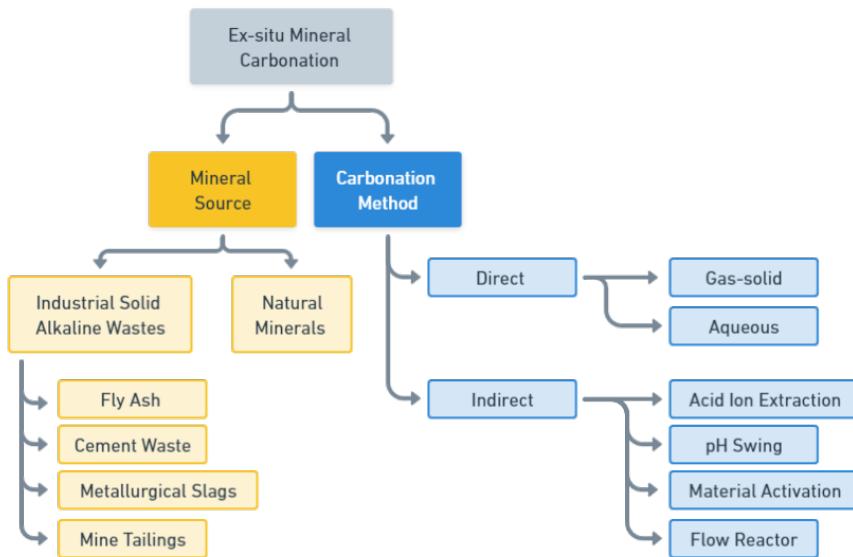 Ex-situ Mineral
Carbonation
Mineral
Source
Carbonation
Method
Industrial Solid
Alkaline Wastes
Natural
Minerals
Fly Ash
Cement Waste
Metallurgical Slags
Mine Tailings
Direct
Gas-solid
Aqueous
Indirect
Acid Ion Extraction
pH Swing
Material Activation
Flow Reactor